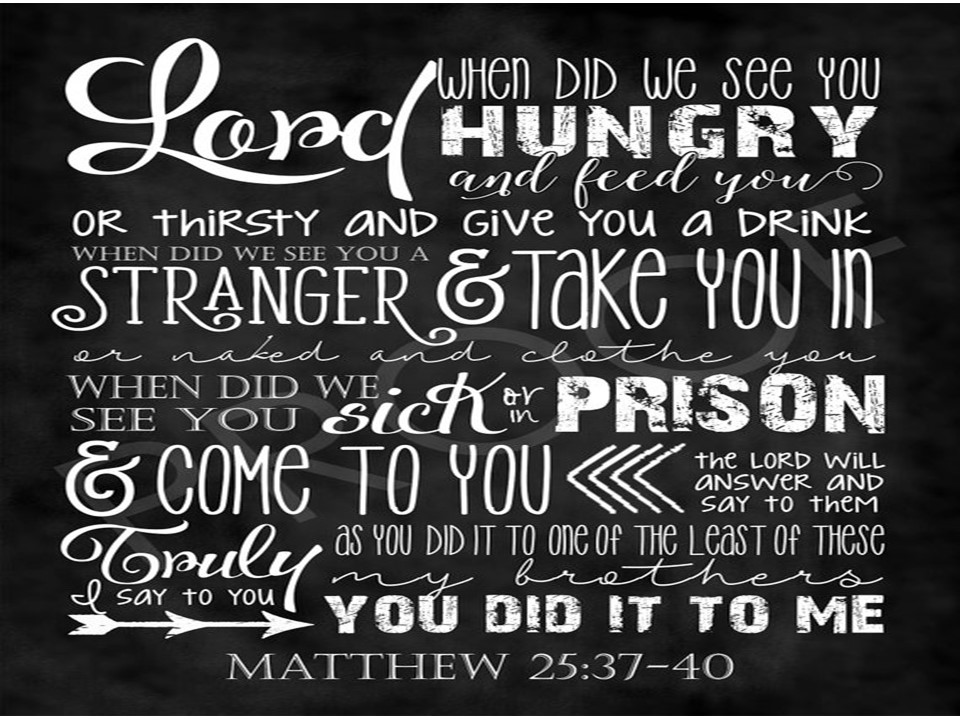 Lord when did we see you
HUNGRY
and feed you
or thirsty and give you a drink
WHEN DID WE SEE YOU A
STRANGER & take you in
or naked and clothe you
WHEN DID WE
SEE YOU sick or in PRISON
& come to you
the Lord will
answer and
say to them
Truly
I say to you
as you did it to one of the least of these
my brothers
YOU DID IT TO ME
MATTHEW 25:37-40
PROOF